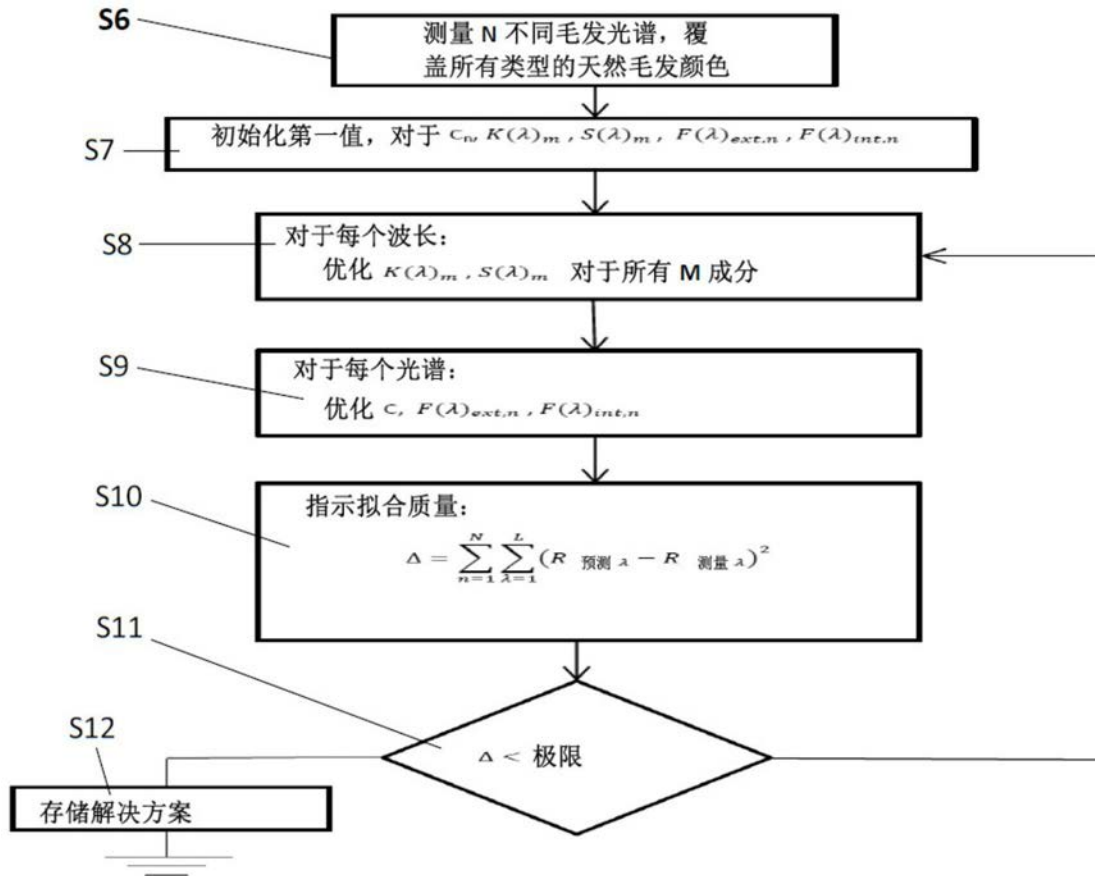 S6
测量 N 不同毛发光谱，覆
盖所有类型的天然毛发颜色
S7
初始化第一值，对于 Cₙ, K(λ)ₘ , S(λ)ₘ , F(λ)ext,n , F(λ)int,n
S8
对于每个波长：
优化 K(λ)ₘ , S(λ)ₘ 对于所有 M 成分
S9
对于每个光谱：
优化 C, F(λ)ext,n , F(λ)int,n
S10
指示拟合质量：
Δ = ∑_{n=1}^{N} ∑_{λ=1}^{L} (R 预测 λ − R 测量 λ)²
S11
Δ < 极限
S12
存储解决方案